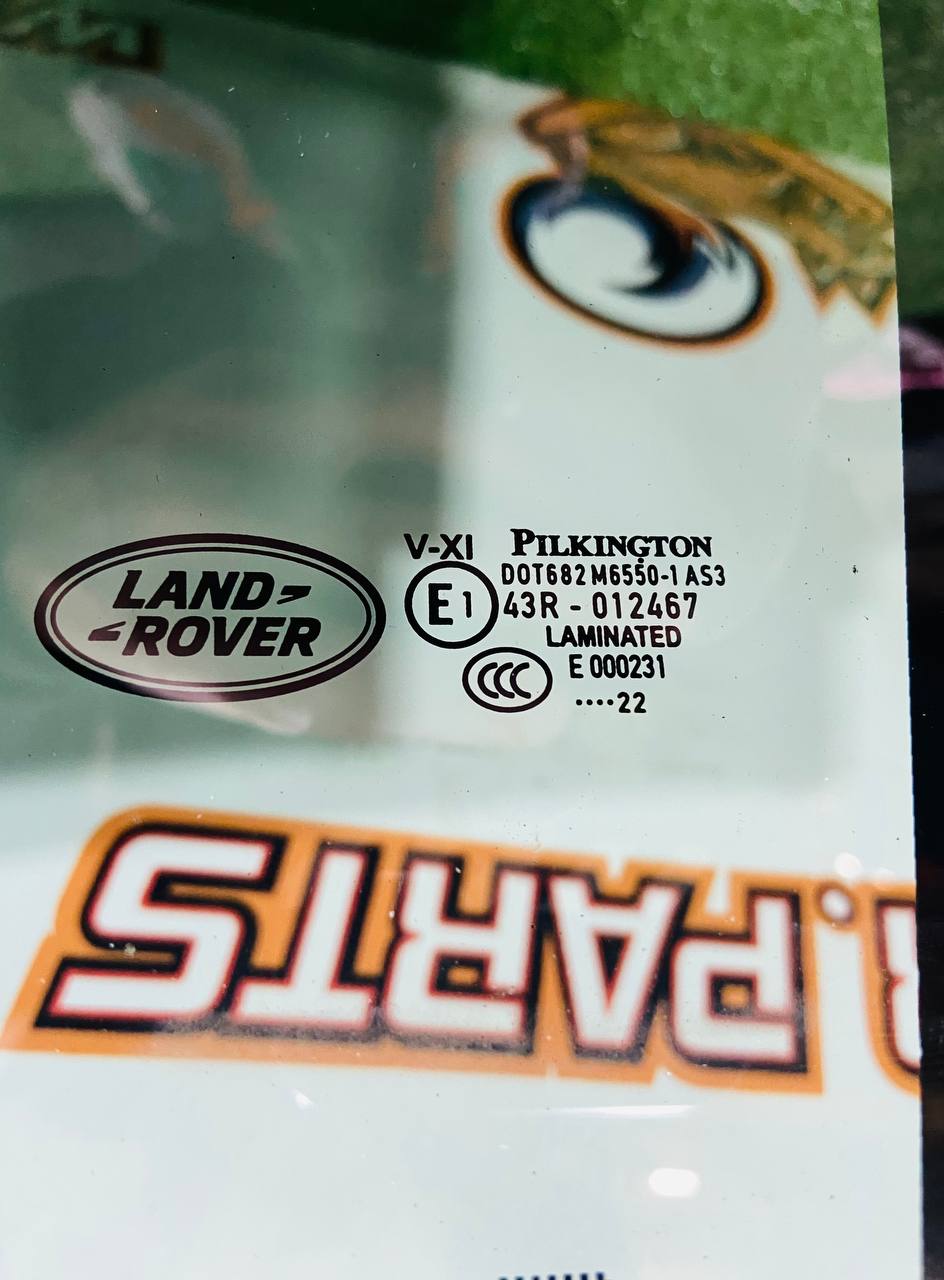 LAND
ROVER
V-XI
E1
CCC
PILKINGTON
DOT682 M6550-1 AS3
43R - 012467
LAMINATED
E 000231
····22
.PARTS